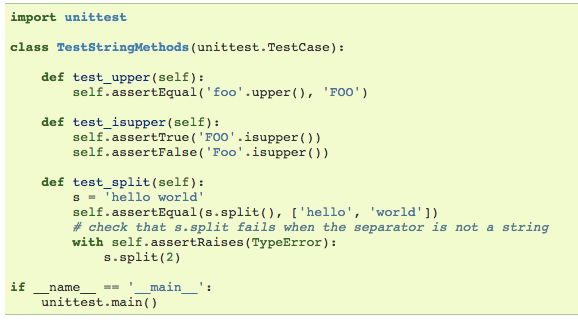 import unittest

class TestStringMethods(unittest.TestCase):

    def test_upper(self):
        self.assertEqual('foo'.upper(), 'FOO')

    def test_isupper(self):
        self.assertTrue('FOO'.isupper())
        self.assertFalse('Foo'.isupper())

    def test_split(self):
        s = 'hello world'
        self.assertEqual(s.split(), ['hello', 'world'])
        # check that s.split fails when the separator is not a string
        with self.assertRaises(TypeError):
            s.split(2)

if __name__ == '__main__':
    unittest.main()